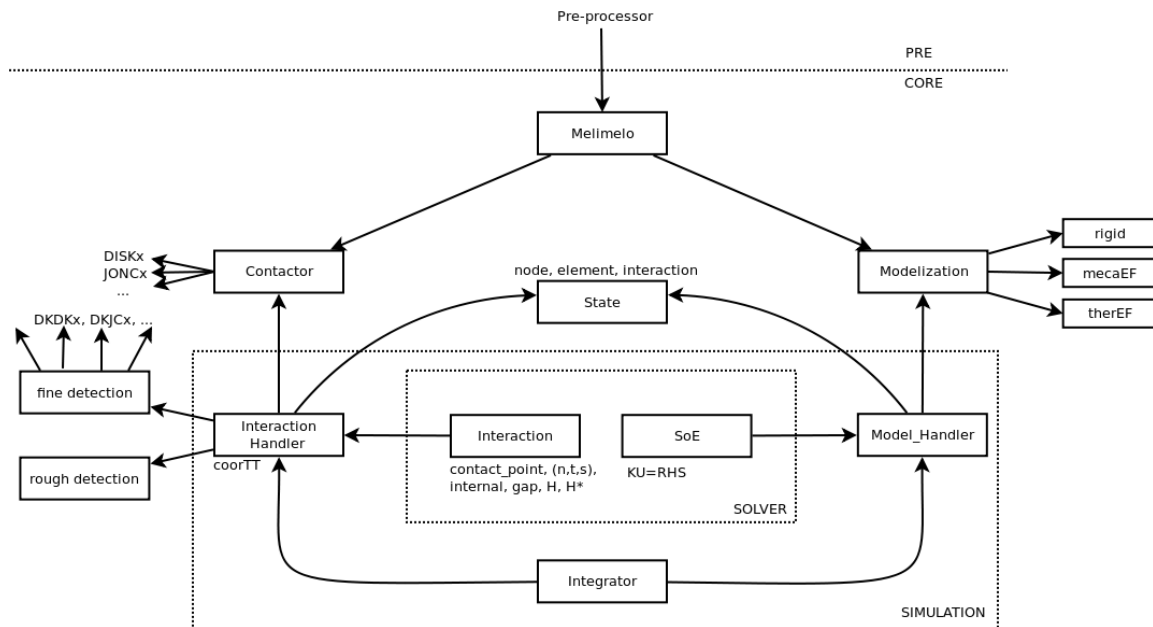 Pre-processor
PRE
CORE
Melimelo
DISKx
JONCx
...
Contactor
node, element, interaction
State
Modelization
rigid
mecaEF
therEF
DKDKx, DKJCx, ...
fine detection
rough detection
Interaction
Handler
coorTT
Interaction
contact_point, (n,t,s),
internal, gap, H, H*
SoE
KU=RHS
Model_Handler
SOLVER
Integrator
SIMULATION